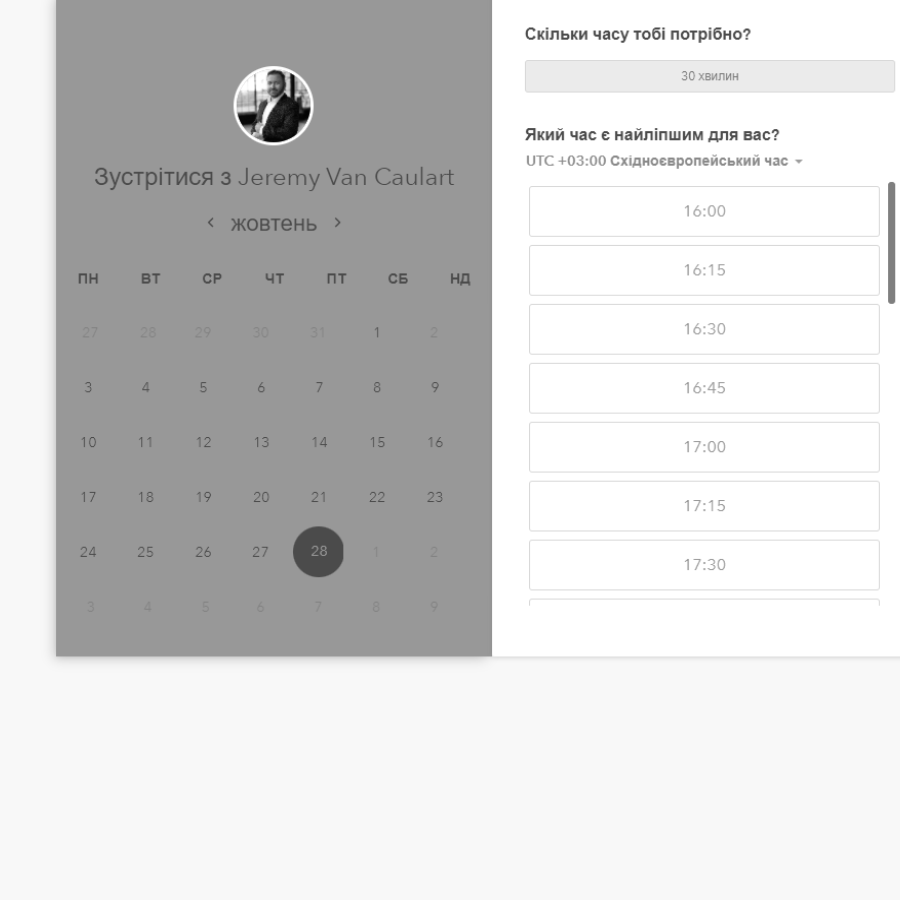 Зустрітися з Jeremy Van Caulart
‹ жовтень ›
ПН ВТ СР ЧТ ПТ СБ НД
27 28 29 30 31 1 2
3 4 5 6 7 8 9
10 11 12 13 14 15 16
17 18 19 20 21 22 23
24 25 26 27 28 1 2
3 4 5 6 7 8 9
Скільки часу тобі потрібно?
30 хвилин
Який час є найліпшим для вас?
UTC +03:00 Східноєвропейський час
16:00
16:15
16:30
16:45
17:00
17:15
17:30